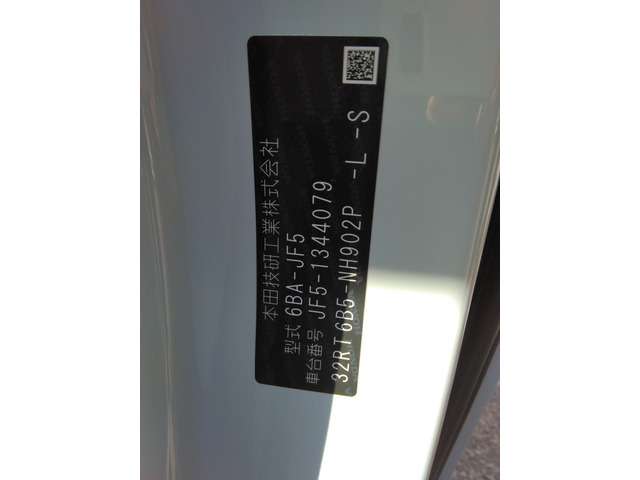 本田技研工業株式会社
型式 6BA-JF5
車台番号 JF5-1344079
32RT6B5-NH902P -L -S